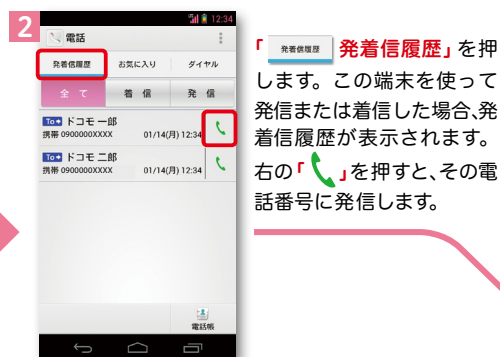 2
12:34
電話
発着信履歴 お気に入り ダイヤル
全て 着信 発信
To ドコモ 一郎
携帯 0900000XXXX 01/14(月) 12:34
To ドコモ 二郎
携帯 0900000XXXX 01/14(月) 12:34
電話帳
「 発着信履歴 発着信履歴」を押
します。この端末を使って
発信または着信した場合、発
着信履歴が表示されます。
右の「 」を押すと、その電
話番号に発信します。